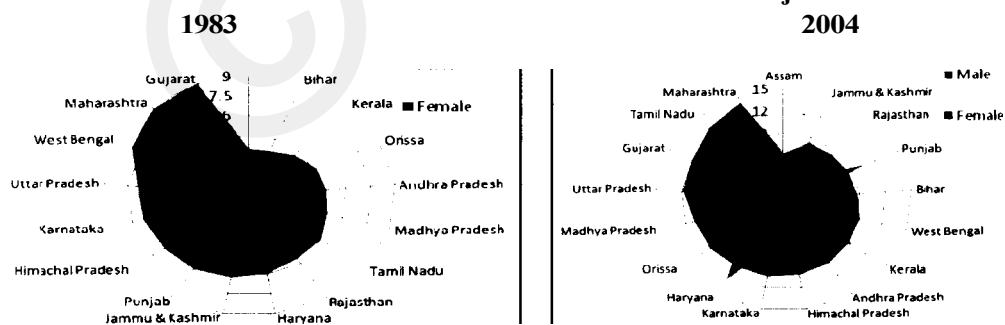 1983
2004
9
7.5
Gujarat
Bihar
Maharashtra
Kerala
Female
West Bengal
Orissa
Uttar Pradesh
Andhra Pradesh
Karnataka
Madhya Pradesh
Himachal Pradesh
Tamil Nadu
Punjab
Rajasthan
Jammu & Kashmir
Haryana
Assam
15
12
Male
Maharashtra
Jammu & Kashmir
Tamil Nadu
Rajasthan
Female
Gujarat
Punjab
Uttar Pradesh
Bihar
Madhya Pradesh
West Bengal
Orissa
Kerala
Haryana
Andhra Pradesh
Karnataka
Himachal Pradesh